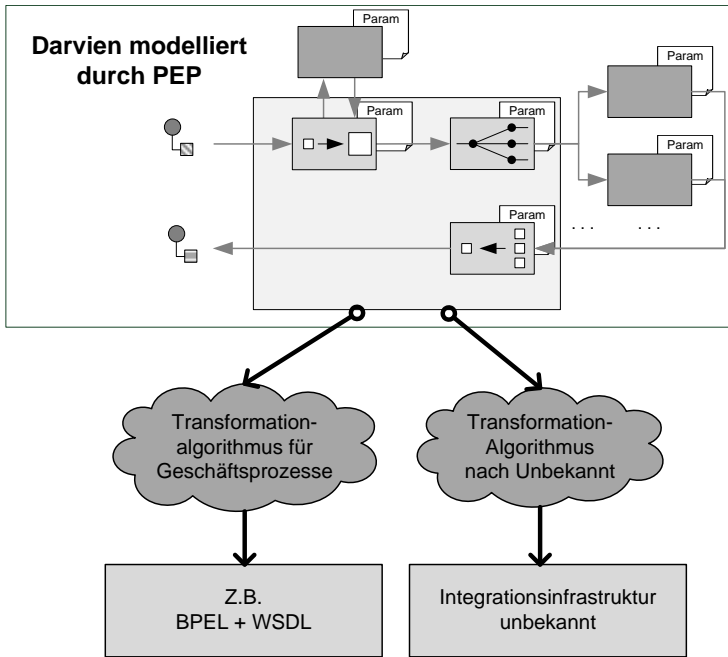 Darvien modelliert
durch PEP
Param
Param
Param
Param
Param
Param
. . .
. . .
Transformation-
algorithmus für
Geschäftsprozesse
Transformation-
Algorithmus
nach Unbekannt
Z.B.
BPEL + WSDL
Integrationsinfrastruktur
unbekannt